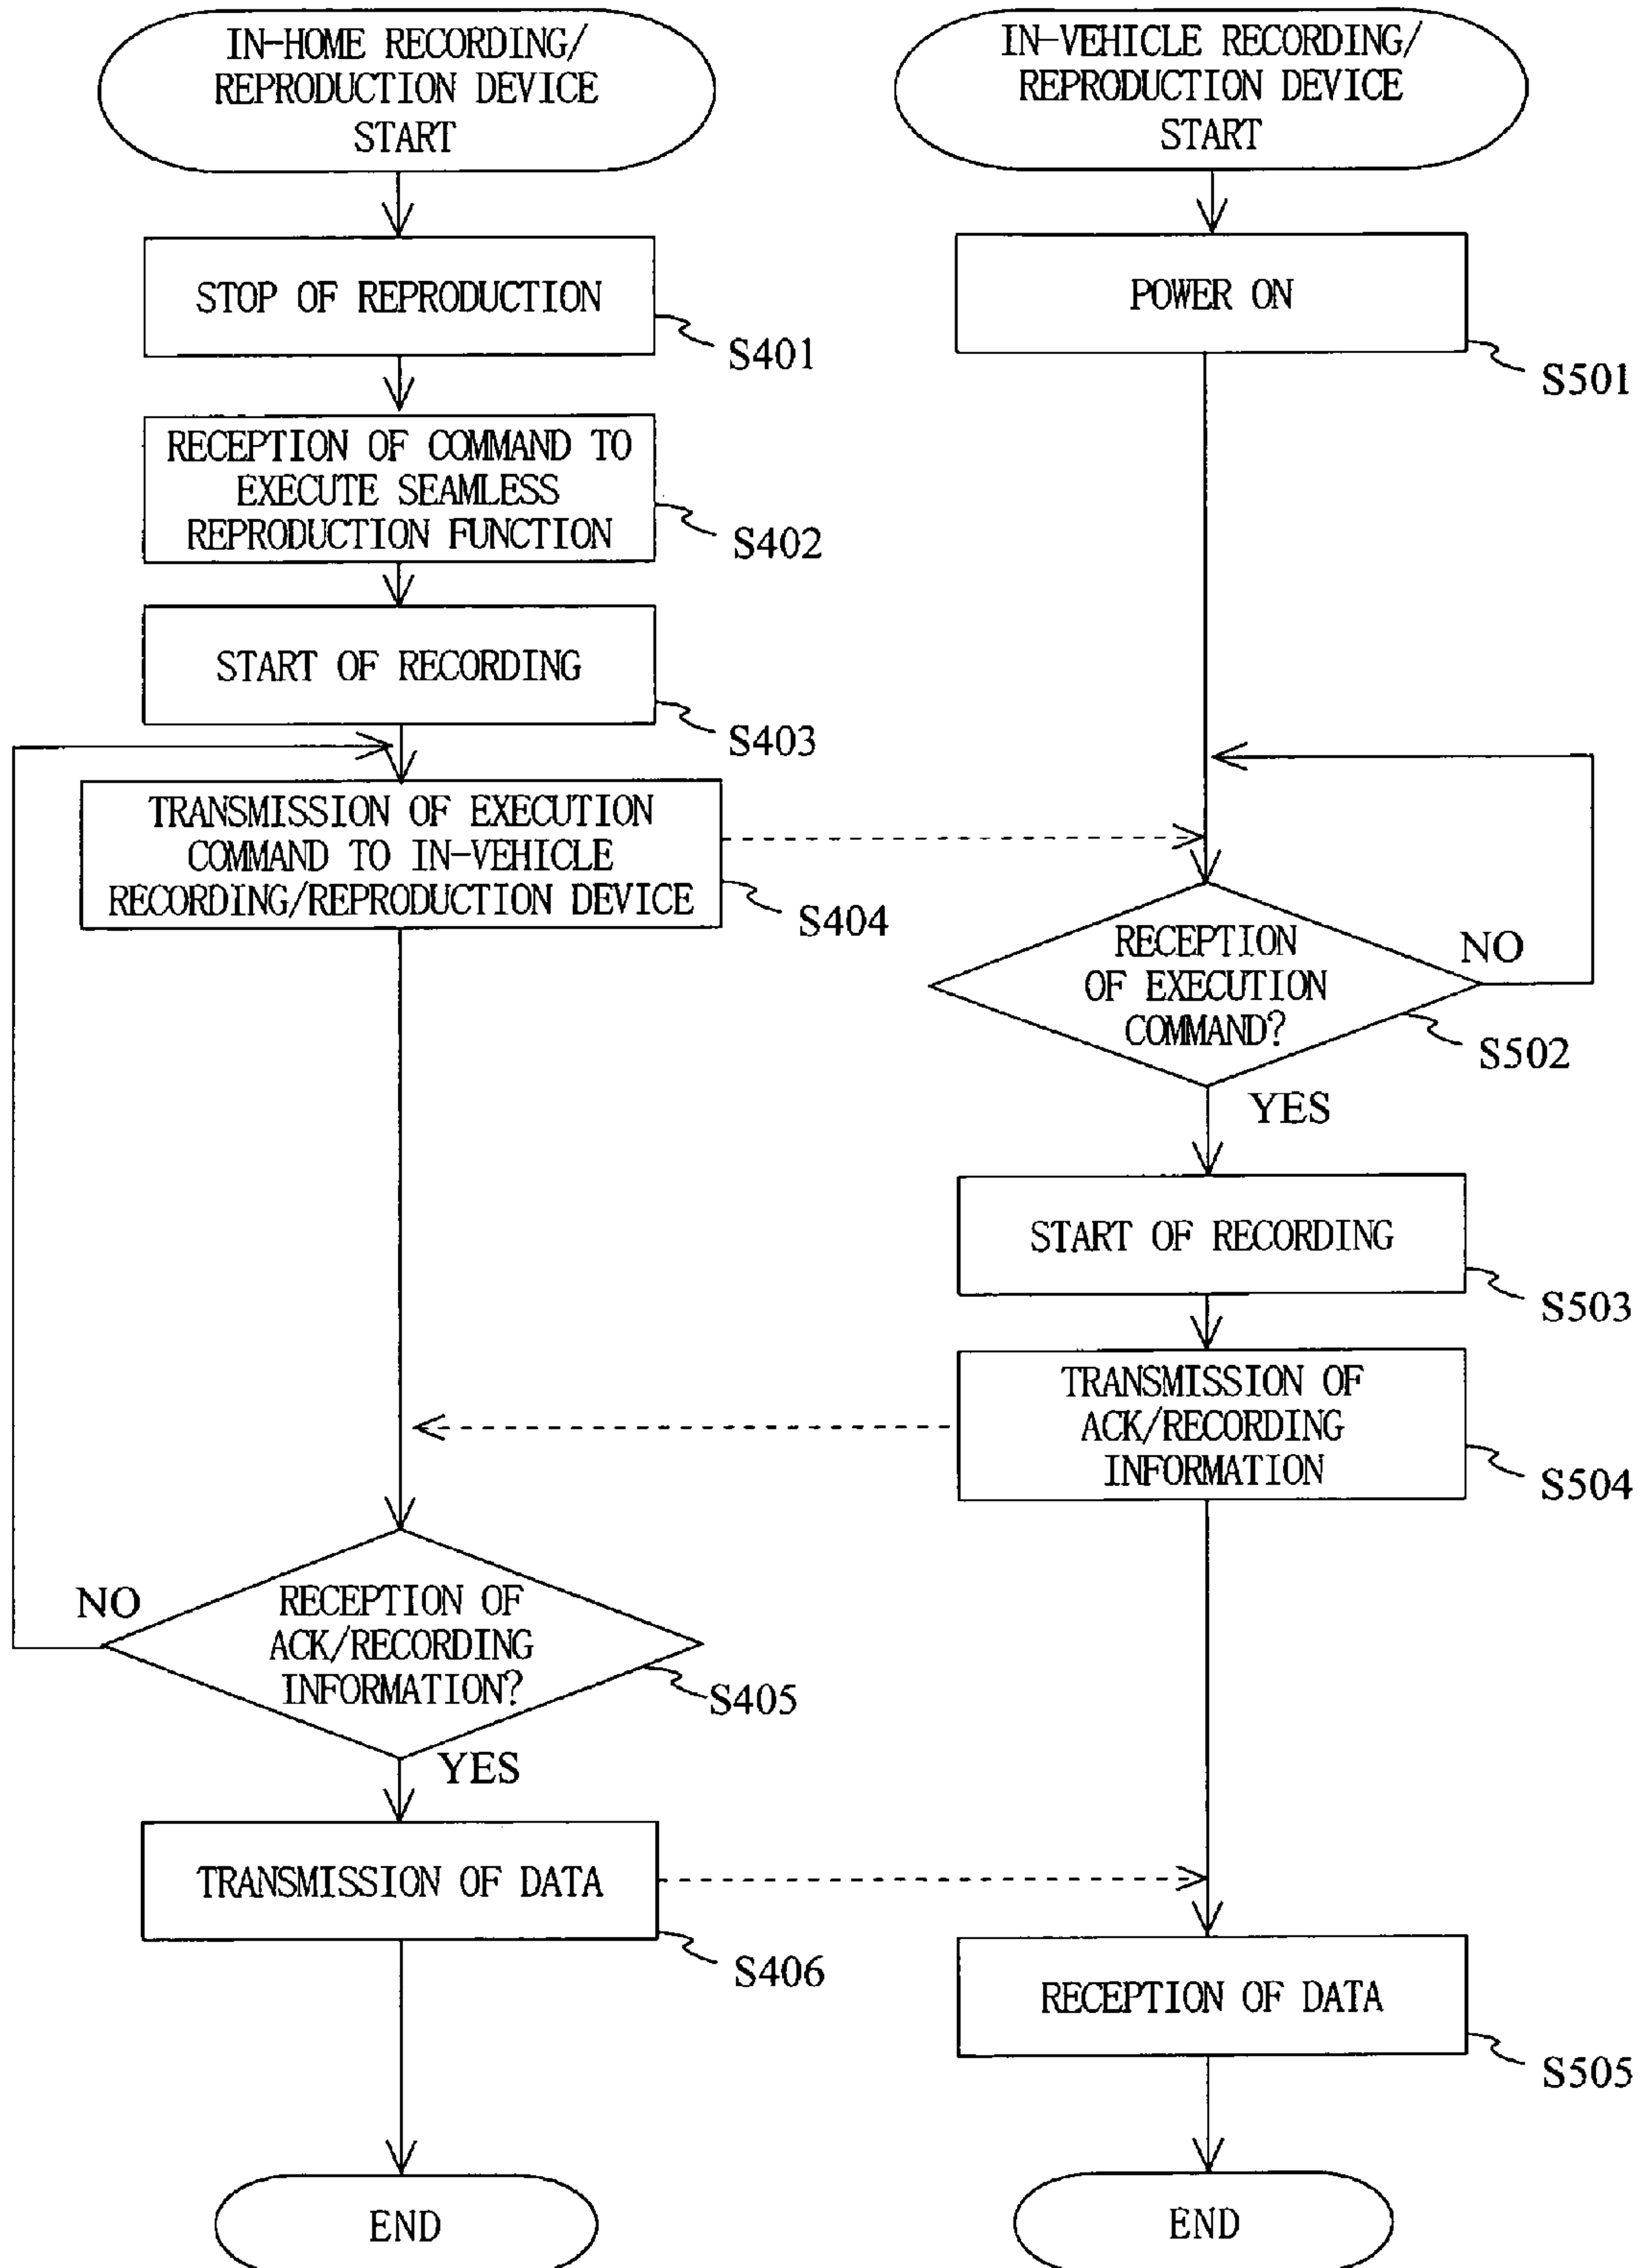 IN-HOME RECORDING/
REPRODUCTION DEVICE
START
STOP OF REPRODUCTION
S401
RECEPTION OF COMMAND TO
EXECUTE SEAMLESS
REPRODUCTION FUNCTION
S402
START OF RECORDING
S403
TRANSMISSION OF EXECUTION
COMMAND TO IN-VEHICLE
RECORDING/REPRODUCTION DEVICE
S404
RECEPTION OF
ACK/RECORDING
INFORMATION?
NO
S405
YES
TRANSMISSION OF DATA
S406
END
IN-VEHICLE RECORDING/
REPRODUCTION DEVICE
START
POWER ON
S501
RECEPTION
OF EXECUTION
COMMAND?
NO
S502
YES
START OF RECORDING
S503
TRANSMISSION OF
ACK/RECORDING
INFORMATION
S504
RECEPTION OF DATA
S505
END